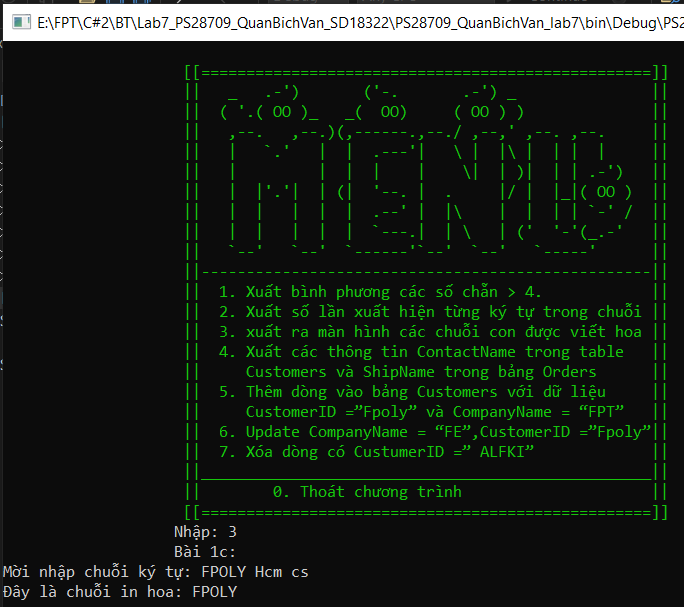 E:\FPT\C#2\BT\Lab7_PS28709_QuanBichVan_SD18322\PS28709_QuanBichVan_lab7\bin\Debug\PS2
MENU
1. Xuất bình phương các số chẵn > 4.
2. Xuất số lần xuất hiện từng ký tự trong chuỗi
3. xuất ra màn hình các chuỗi con được viết hoa
4. Xuất các thông tin ContactName trong table
Customers và ShipName trong bảng Orders
5. Thêm dòng vào bảng Customers với dữ liệu
CustomerID =”Fpoly” và CompanyName = “FPT”
6. Update CompanyName = “FE”,CustomerID =”Fpoly”
7. Xóa dòng có CustumerID =” ALFKI”
0. Thoát chương trình
Nhập: 3
Bài 1c:
Mời nhập chuỗi ký tự: FPOLY Hcm cs
Đây là chuỗi in hoa: FPOLY